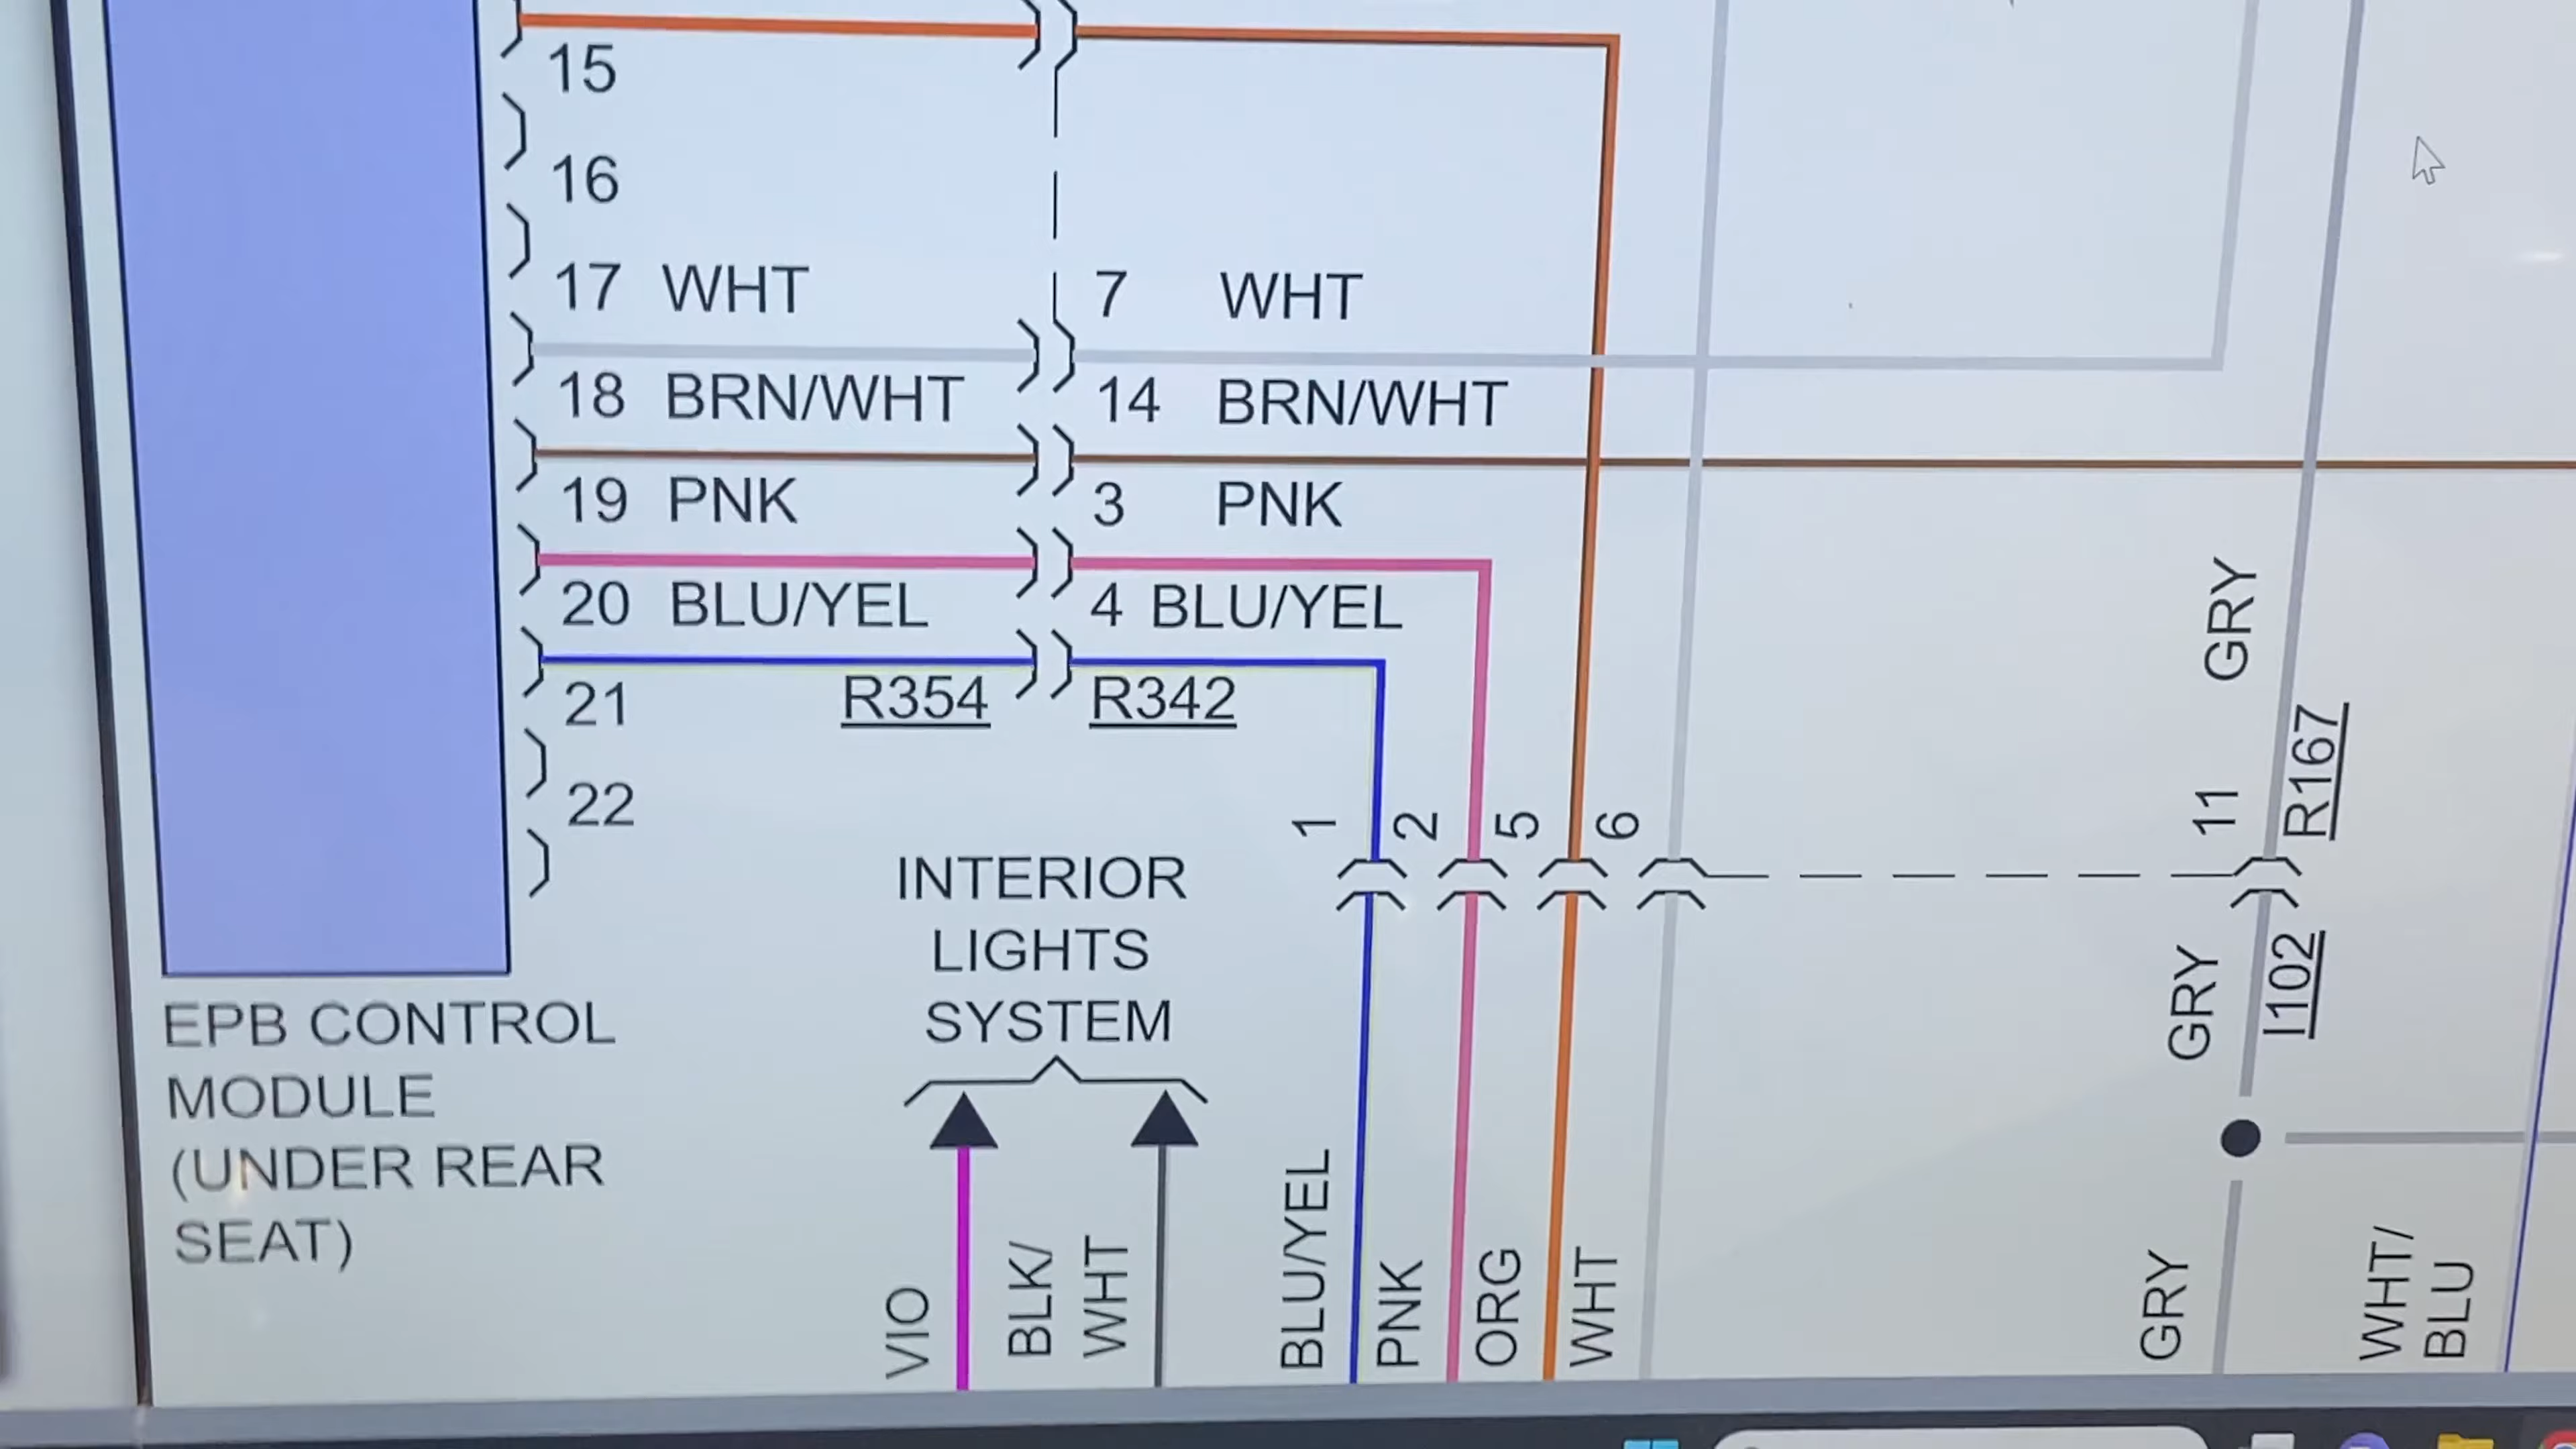 15
16
17 WHT 7 WHT
18 BRN/WHT 14 BRN/WHT
19 PNK 3 PNK
20 BLU/YEL 4 BLU/YEL
21 R354 R342
22
GRY
11 R167
1 2 5 6
INTERIOR
LIGHTS
SYSTEM
GRY I102
EPB CONTROL
MODULE
(UNDER REAR
SEAT)
VIO
BLK/
WHT
BLU/YEL
PNK
ORG
WHT
GRY
WHT/
BLU